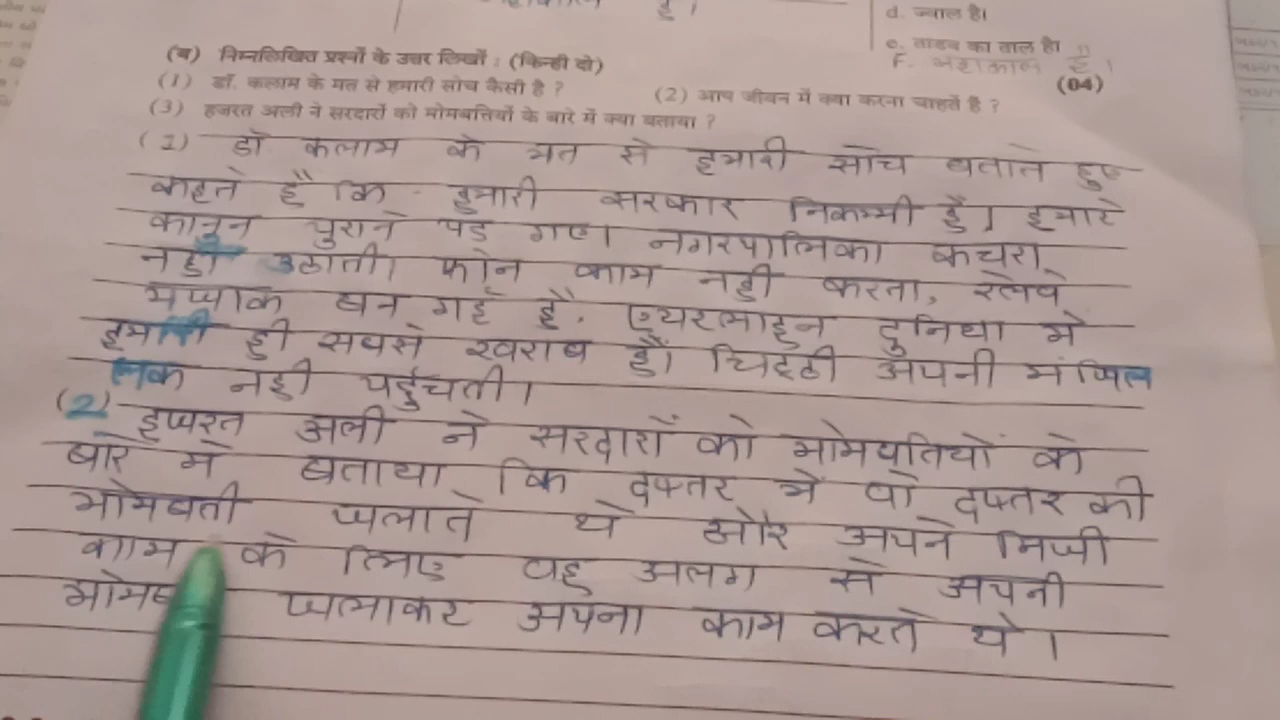 है।
d. ज्वाल है।
e. ताडव का ताल है।
F. महाकाल है।
(ब) निम्नलिखित प्रश्नों के उत्तर लिखों : (किन्ही दो)
(04)
(1) डॉ. कलाम के मत से हमारी सोच कैसी है ?
(2) आप जीवन में क्या करना चाहतें है ?
(3) हजरत अली ने सरदारों को मोमबत्तियों के बारे में क्या बताया ?
(1) डॉ कलाम के मत से हमारी सोच बताते हुए
कहते है कि हमारी सरकार निकम्मी है। हमारे
कानून पुराने पड गए। नगरपालिका कचरा
नही उठाती। फोन काम नही करता, रेलवे
मजाक बन गई है. एयरलाइन दुनिया मे
हमारी ही सबसे खराब है। चिट्ठी अपनी मंजिल
तक नही पहुंचती।
(2) हजरत अली ने सरदारों को मोमबतियों के
बारे मे बताया कि दफ्तर मे वो दफ्तर की
मोमबती जलाते थे और अपने निजी
काम के लिए वह अलग से अपनी
जलाकर अपना काम करते थे।